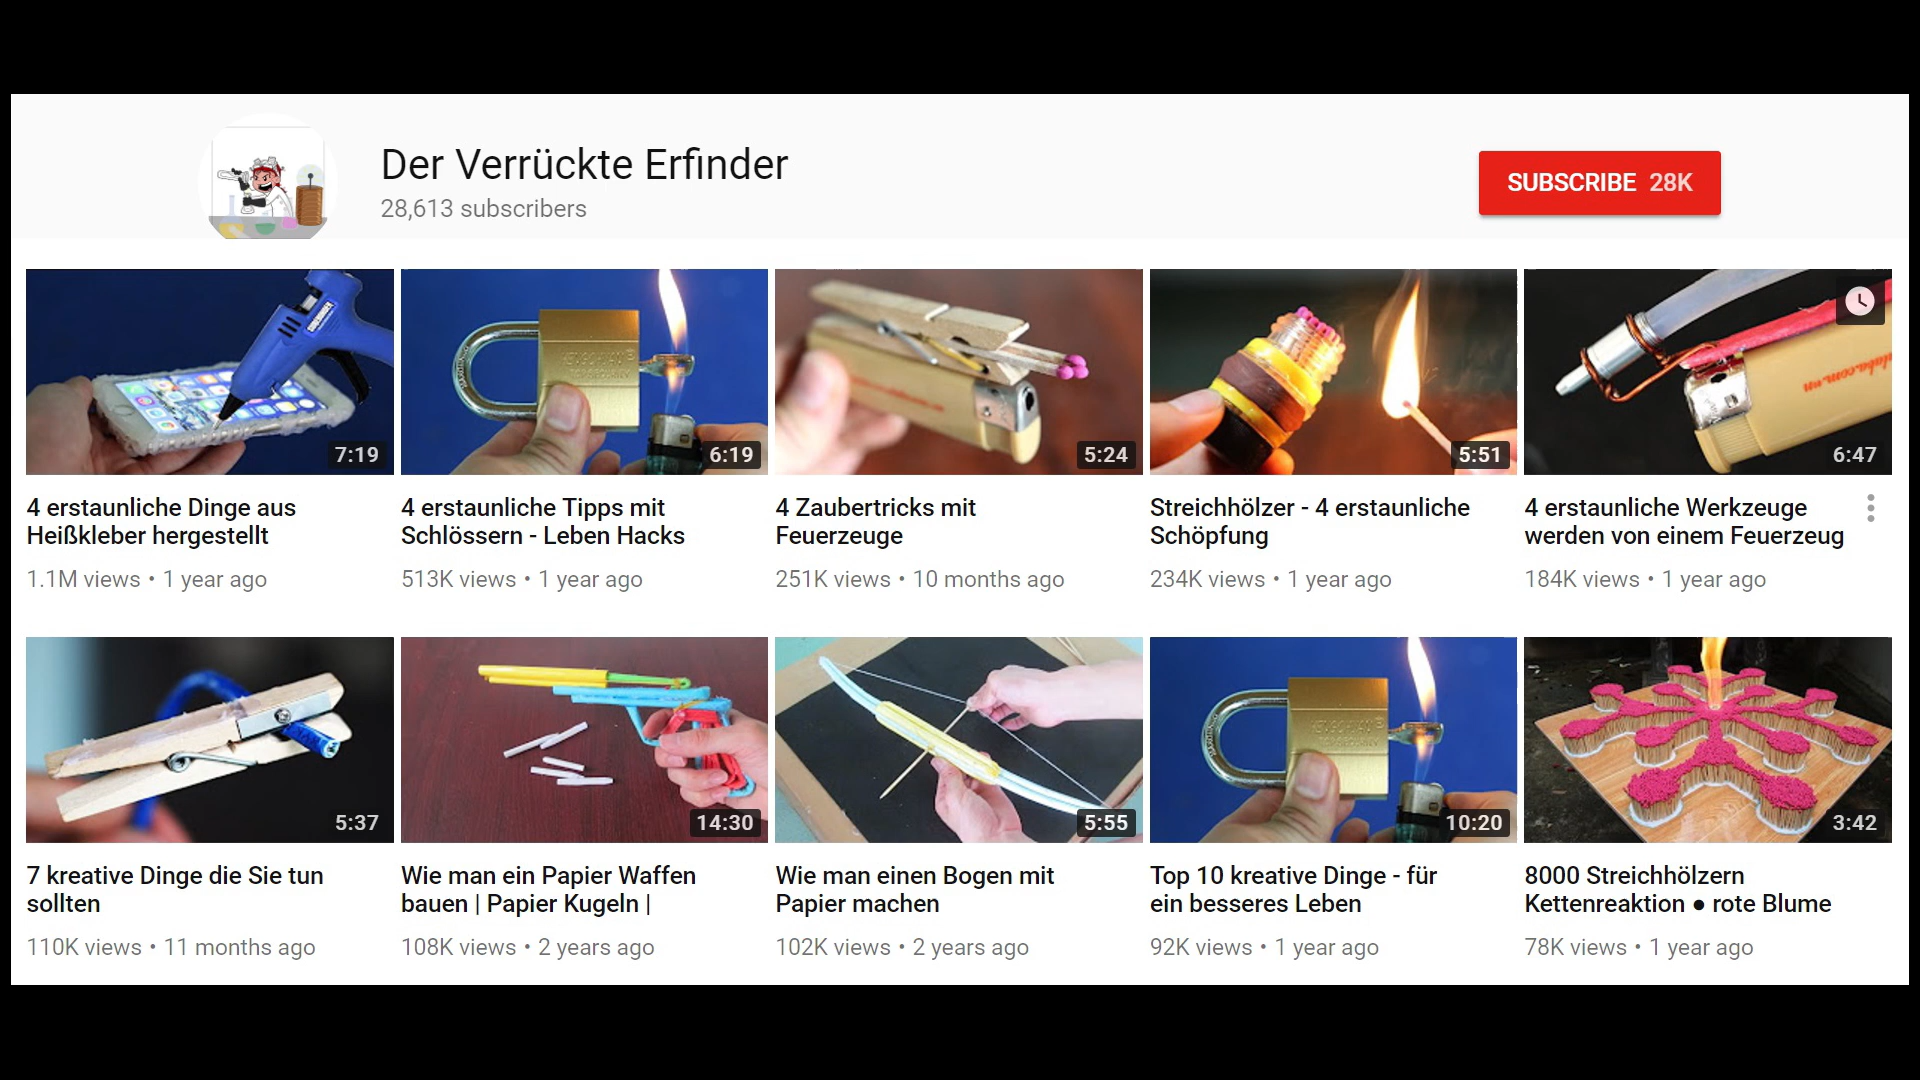 Der Verrückte Erfinder
28,613 subscribers
SUBSCRIBE 28K
7:19
6:19
5:24
5:51
6:47
4 erstaunliche Dinge aus
Heißkleber hergestellt
1.1M views • 1 year ago
4 erstaunliche Tipps mit
Schlössern - Leben Hacks
513K views • 1 year ago
4 Zaubertricks mit
Feuerzeuge
251K views • 10 months ago
Streichhölzer - 4 erstaunliche
Schöpfung
234K views • 1 year ago
4 erstaunliche Werkzeuge
werden von einem Feuerzeug
184K views • 1 year ago
5:37
14:30
5:55
10:20
3:42
7 kreative Dinge die Sie tun
sollten
110K views • 11 months ago
Wie man ein Papier Waffen
bauen | Papier Kugeln |
108K views • 2 years ago
Wie man einen Bogen mit
Papier machen
102K views • 2 years ago
Top 10 kreative Dinge - für
ein besseres Leben
92K views • 1 year ago
8000 Streichhölzern
Kettenreaktion ● rote Blume
78K views • 1 year ago